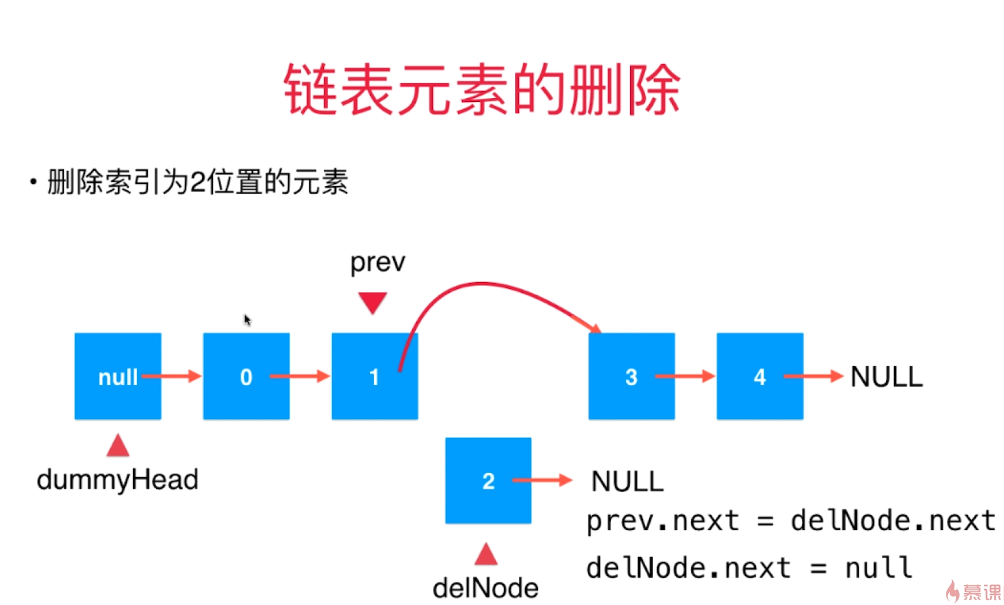 链表元素的删除
• 删除索引为2位置的元素
prev
null 0 1 3 4 NULL
dummyHead
2 NULL
prev.next = delNode.next
delNode.next = null
delNode
慕课